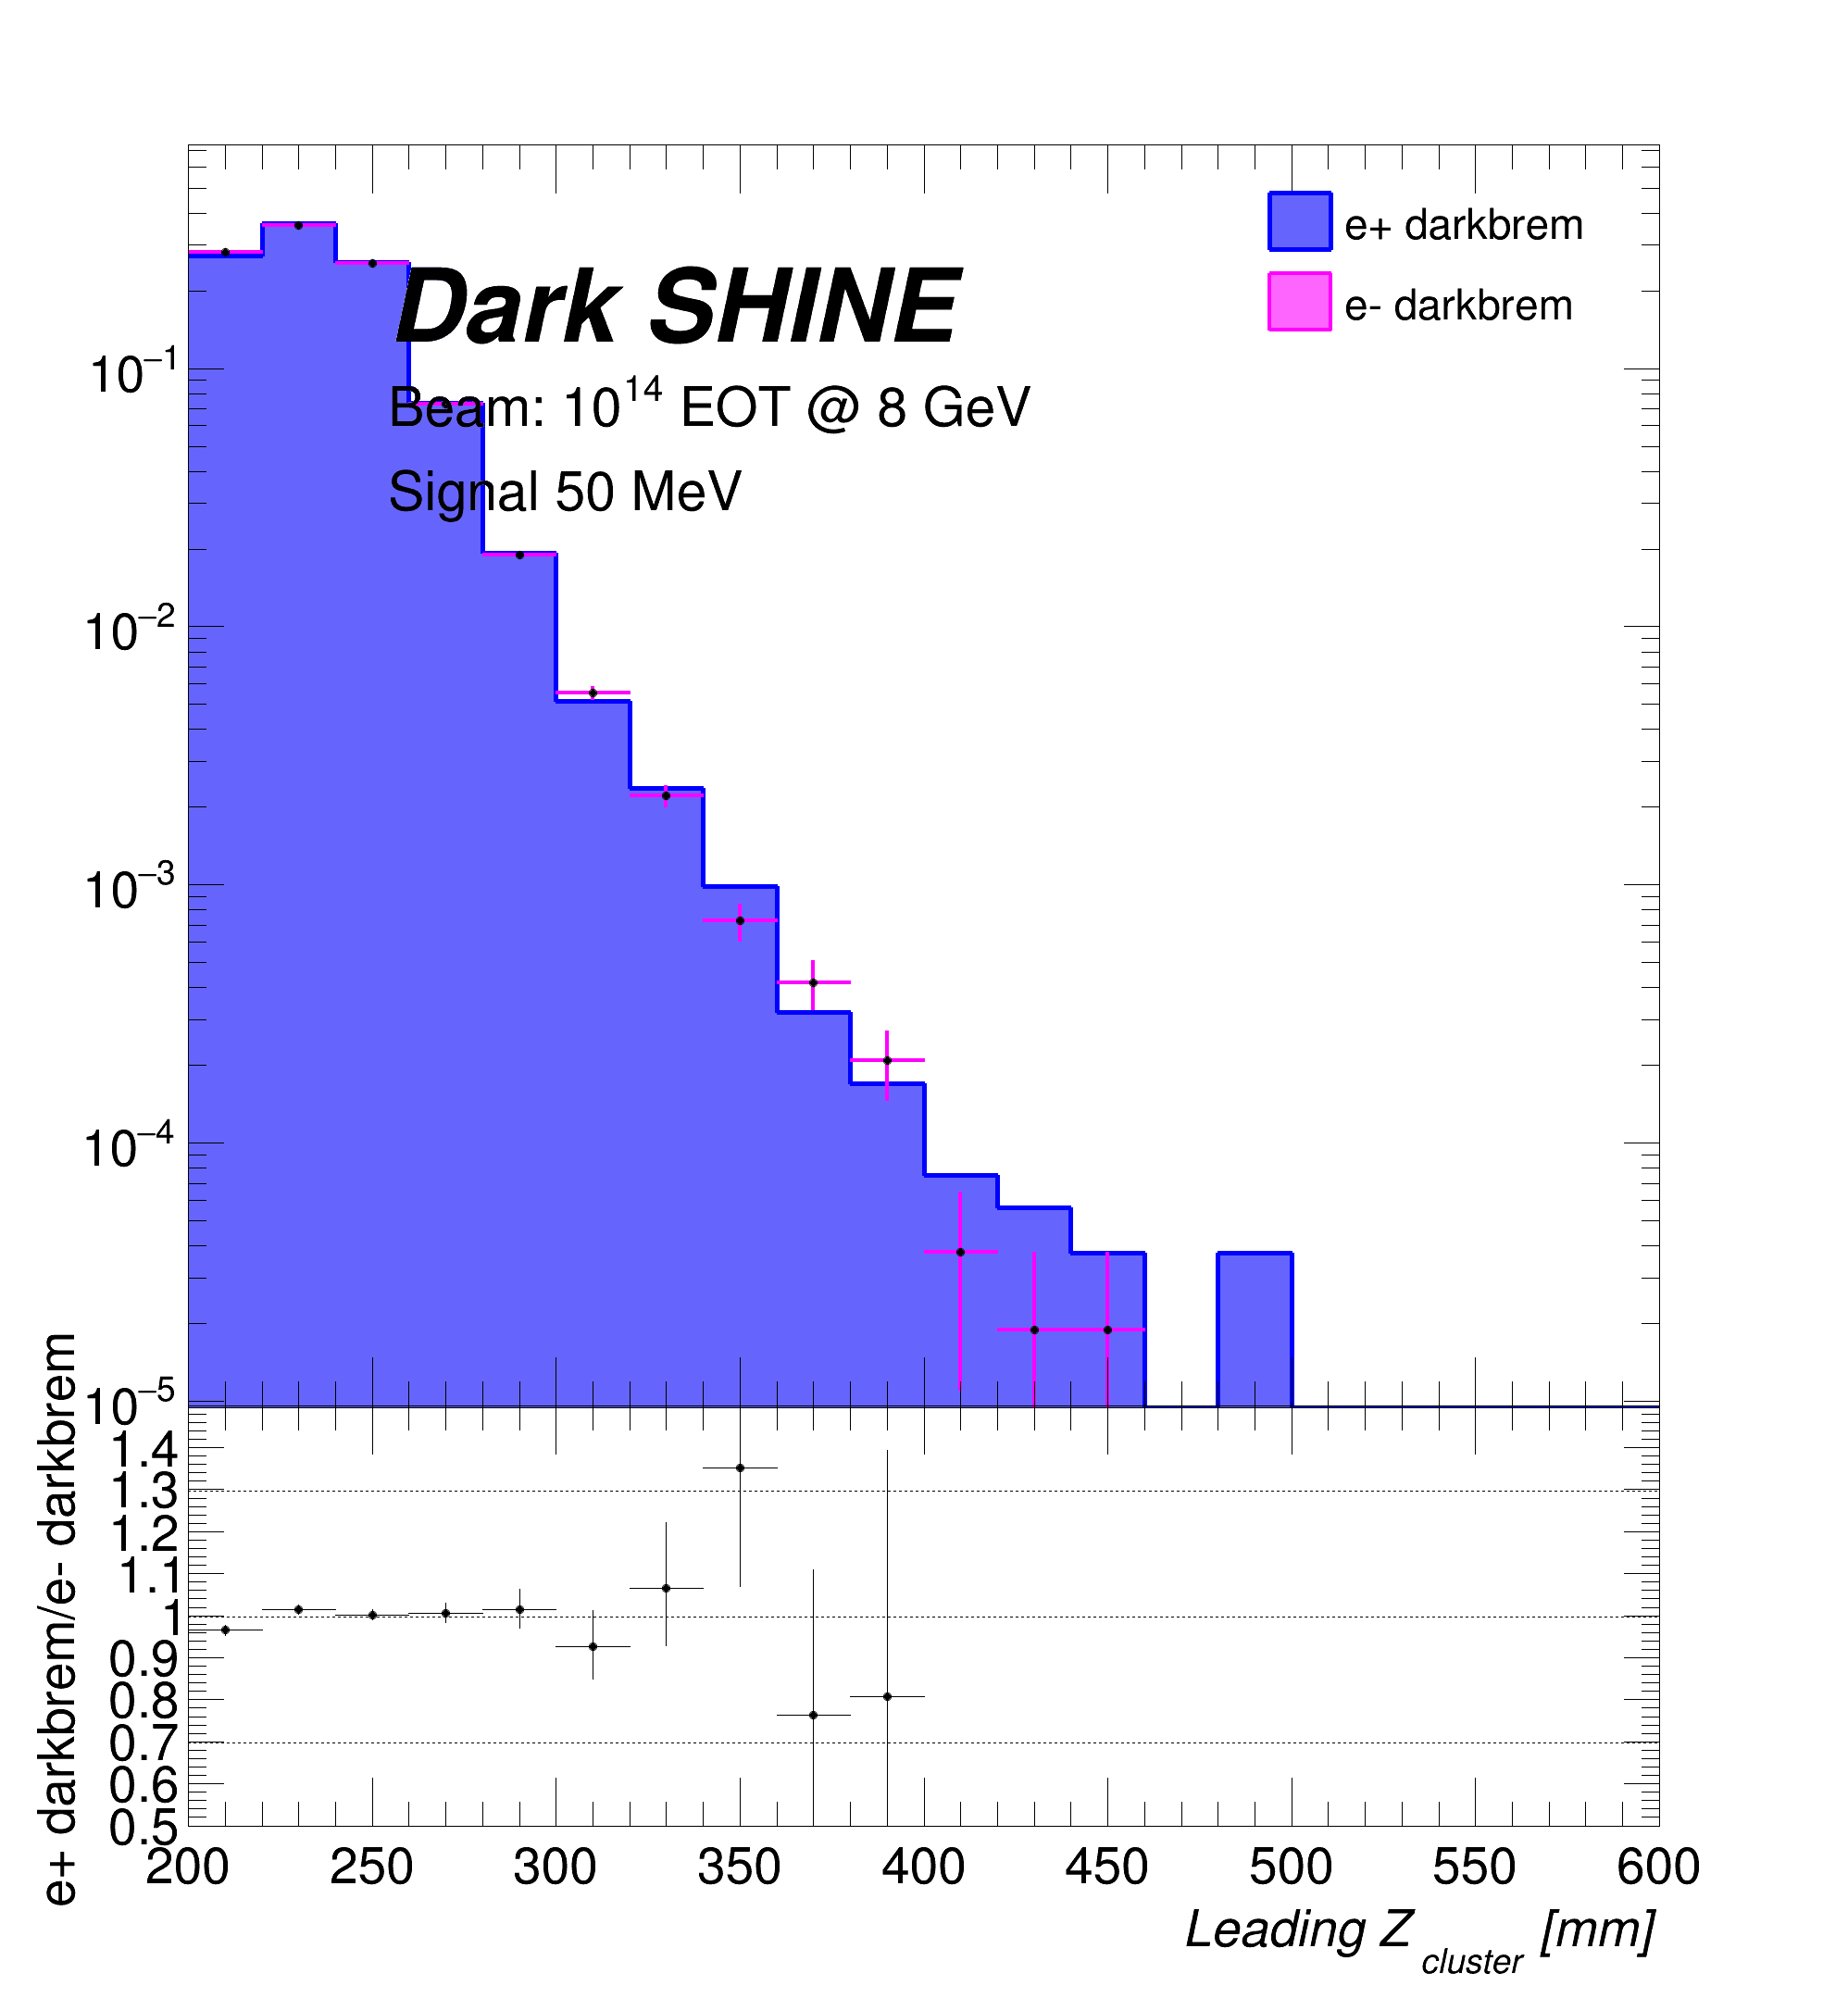 e+ darkbrem
e- darkbrem
Dark SHINE
Beam: 10¹⁴ EOT @ 8 GeV
Signal 50 MeV
10⁻¹
10⁻²
10⁻³
10⁻⁴
10⁻⁵
e+ darkbrem/e- darkbrem
1.4
1.3
1.2
1.1
1
0.9
0.8
0.7
0.6
0.5
200 250 300 350 400 450 500 550 600
Leading Z cluster [mm]